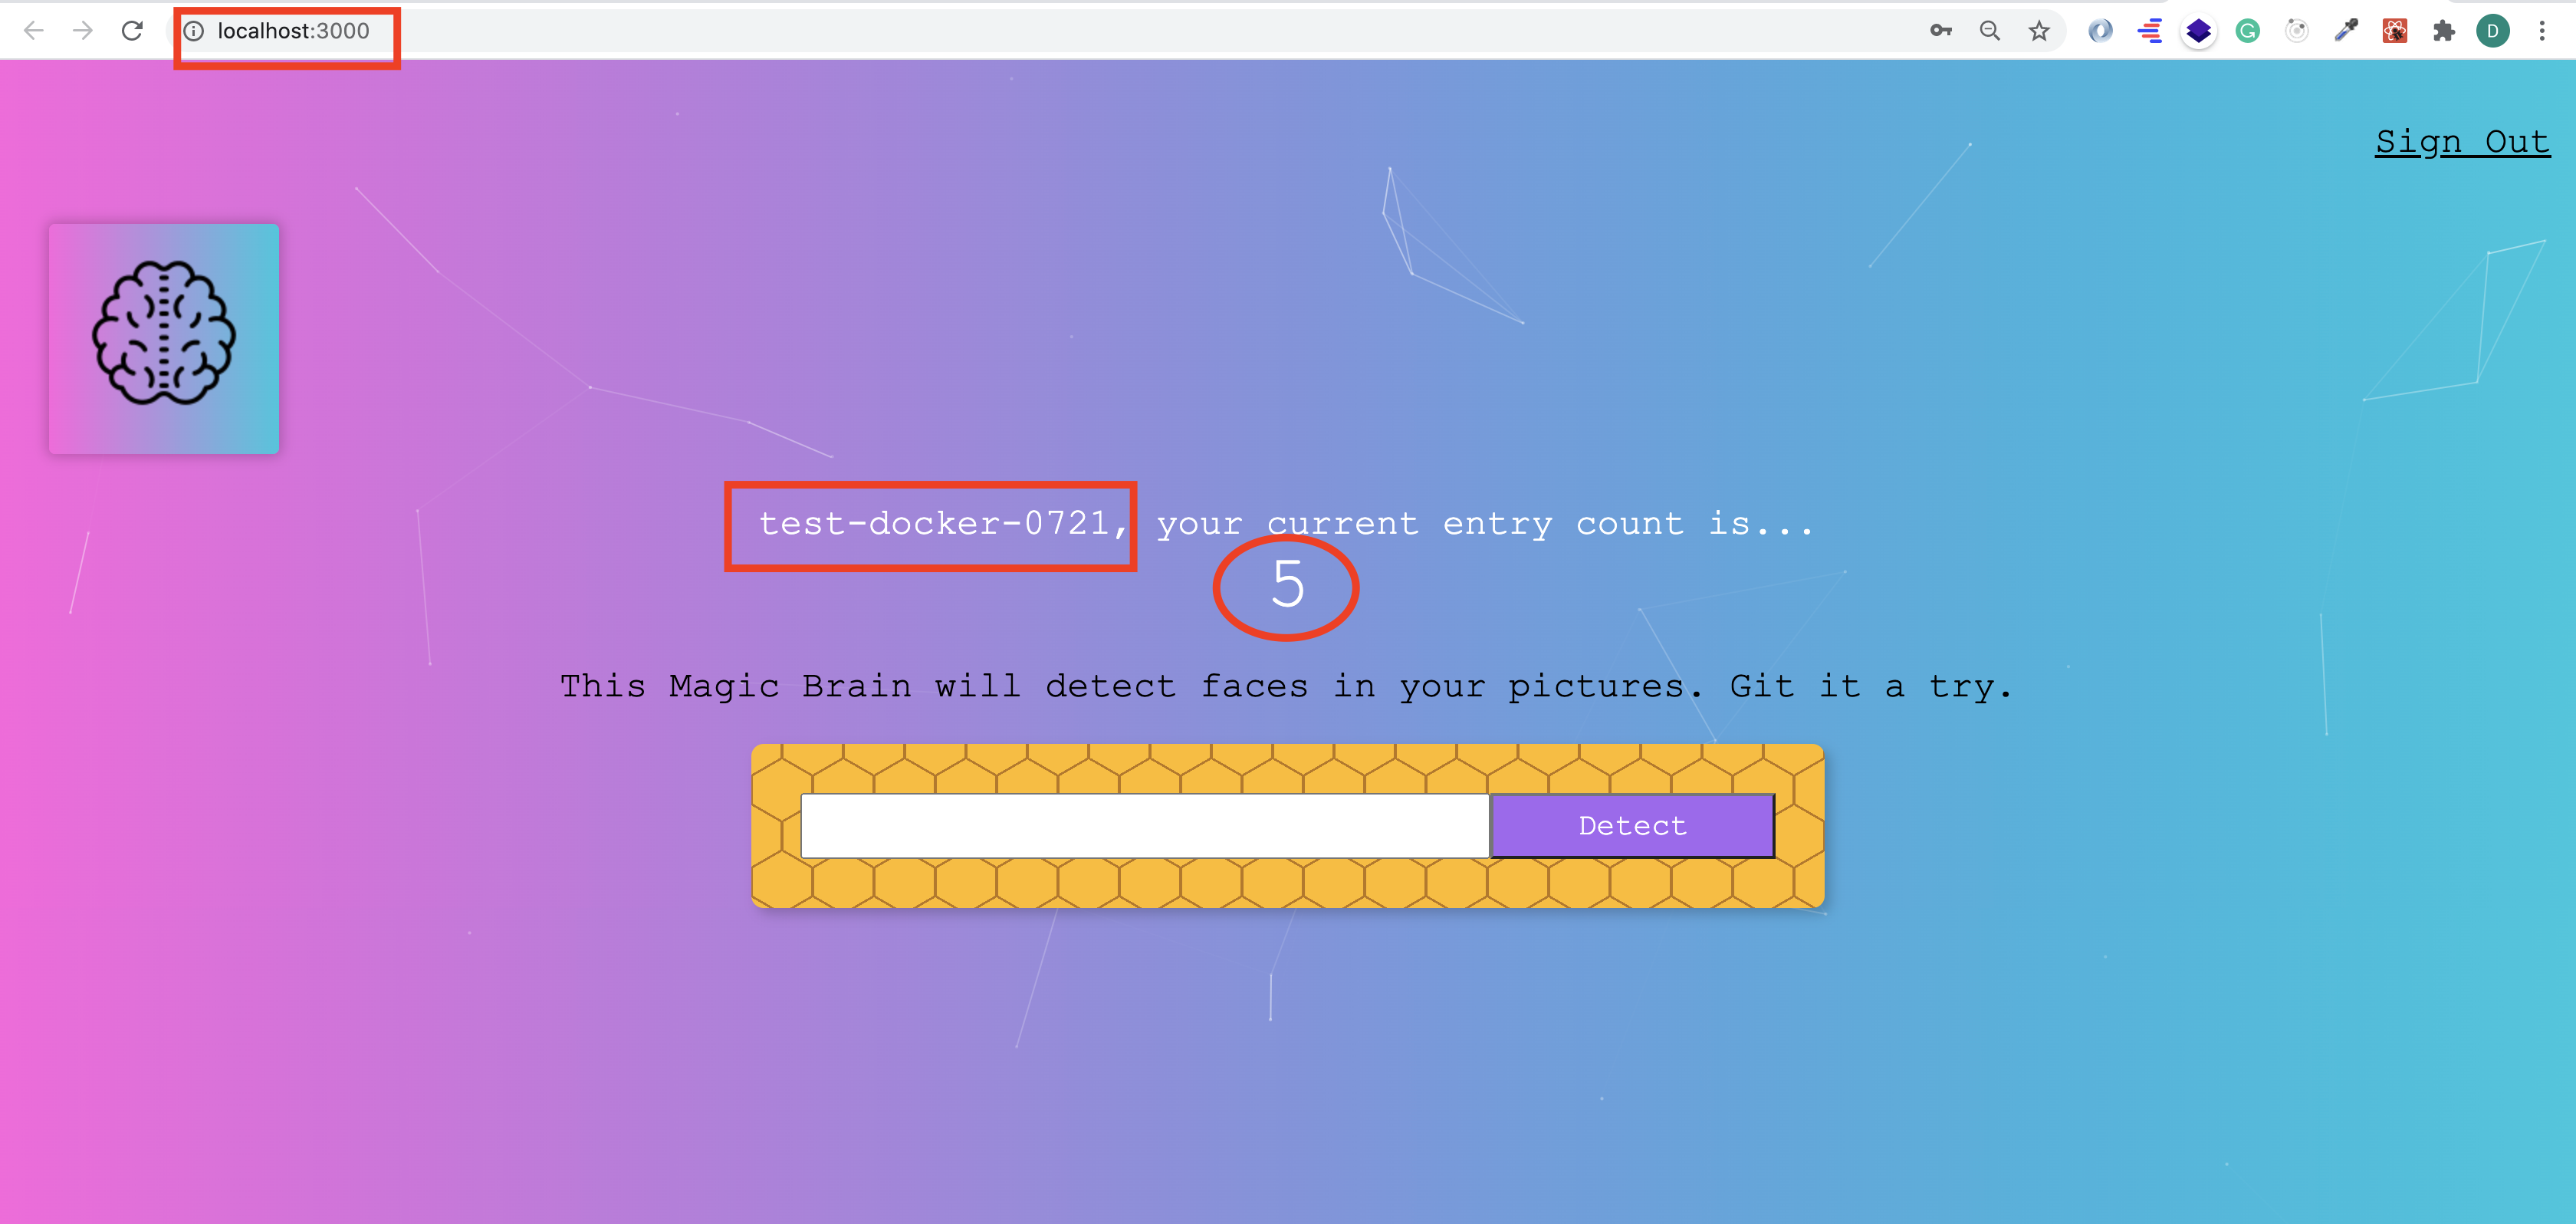 localhost:3000
D
Sign Out
test-docker-0721, your current entry count is...
5
This Magic Brain will detect faces in your pictures. Git it a try.
Detect